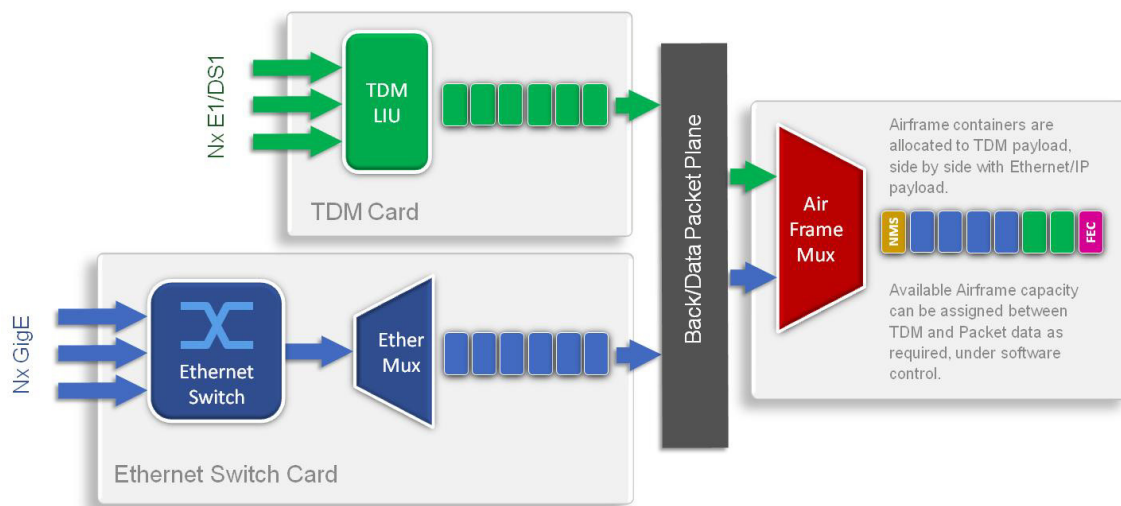 Nx E1/DS1
TDM
LIU
TDM Card
Nx GigE
Ethernet
Switch
Ether
Mux
Ethernet Switch Card
Back/Data Packet Plane
Air
Frame
Mux
Airframe containers are
allocated to TDM payload,
side by side with Ethernet/IP
payload.
NMS
FEC
Available Airframe capacity
can be assigned between
TDM and Packet data as
required, under software
control.